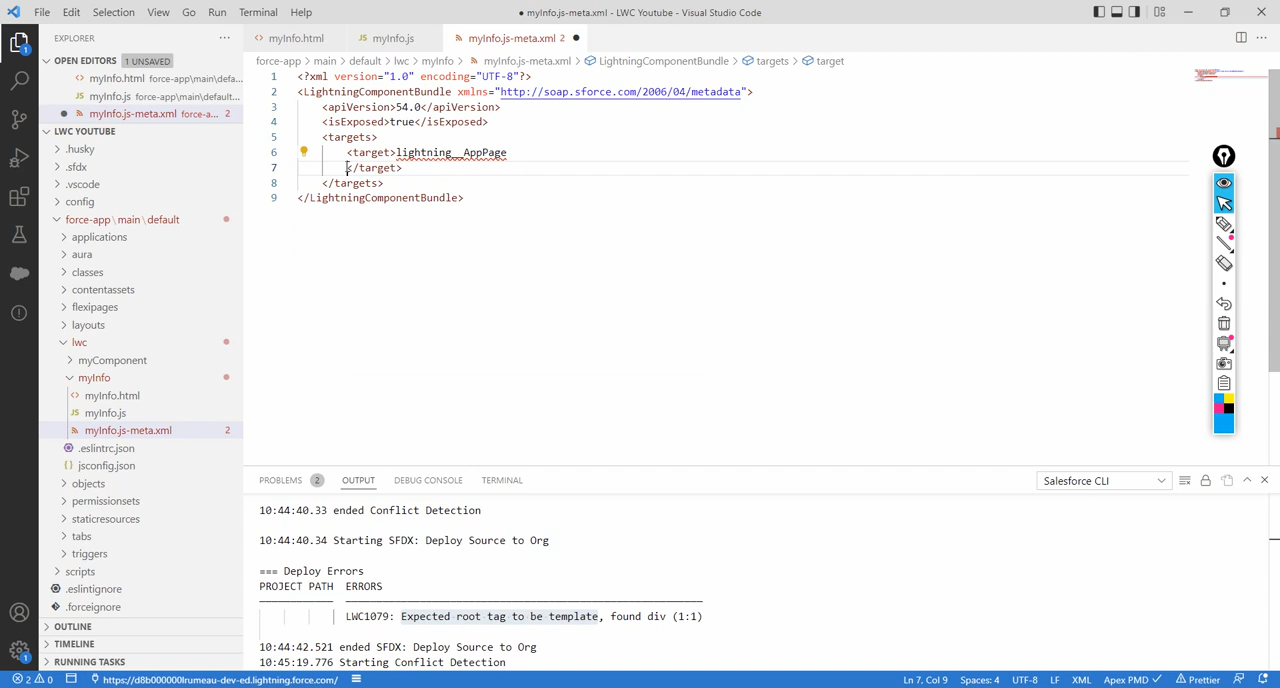 File Edit Selection View Go Run Terminal Help
● myInfo.js-meta.xml - LWC Youtube - Visual Studio Code
EXPLORER
OPEN EDITORS 1 UNSAVED
myInfo.html force-app\main\defa...
myInfo.js force-app\main\default...
myInfo.js-meta.xml force-a... 2
LWC YOUTUBE
.husky
.sfdx
.vscode
config
force-app \ main \ default
applications
aura
classes
contentassets
flexipages
layouts
lwc
myComponent
myInfo
myInfo.html
JS myInfo.js
myInfo.js-meta.xml 2
.eslintrc.json
jsconfig.json
objects
permissionsets
staticresources
tabs
triggers
scripts
.eslintignore
.forceignore
OUTLINE
TIMELINE
RUNNING TASKS
myInfo.html JS myInfo.js myInfo.js-meta.xml 2 ●
force-app > main > default > lwc > myInfo > myInfo.js-meta.xml > LightningComponentBundle > targets > target
1 <?xml version="1.0" encoding="UTF-8"?>
2 <LightningComponentBundle xmlns="http://soap.sforce.com/2006/04/metadata">
3 <apiVersion>54.0</apiVersion>
4 <isExposed>true</isExposed>
5 <targets>
6 <target>lightning__AppPage
7 </target>
8 </targets>
9 </LightningComponentBundle>
PROBLEMS 2 OUTPUT DEBUG CONSOLE TERMINAL Salesforce CLI
10:44:40.33 ended Conflict Detection
10:44:40.34 Starting SFDX: Deploy Source to Org
=== Deploy Errors
PROJECT PATH ERRORS
LWC1079: Expected root tag to be template, found div (1:1)
10:44:42.521 ended SFDX: Deploy Source to Org
10:45:19.776 Starting Conflict Detection
2 0 https://d8b000000lrumeau-dev-ed.lightning.force.com/ Ln 7, Col 9 Spaces: 4 UTF-8 LF XML Apex PMD Prettier